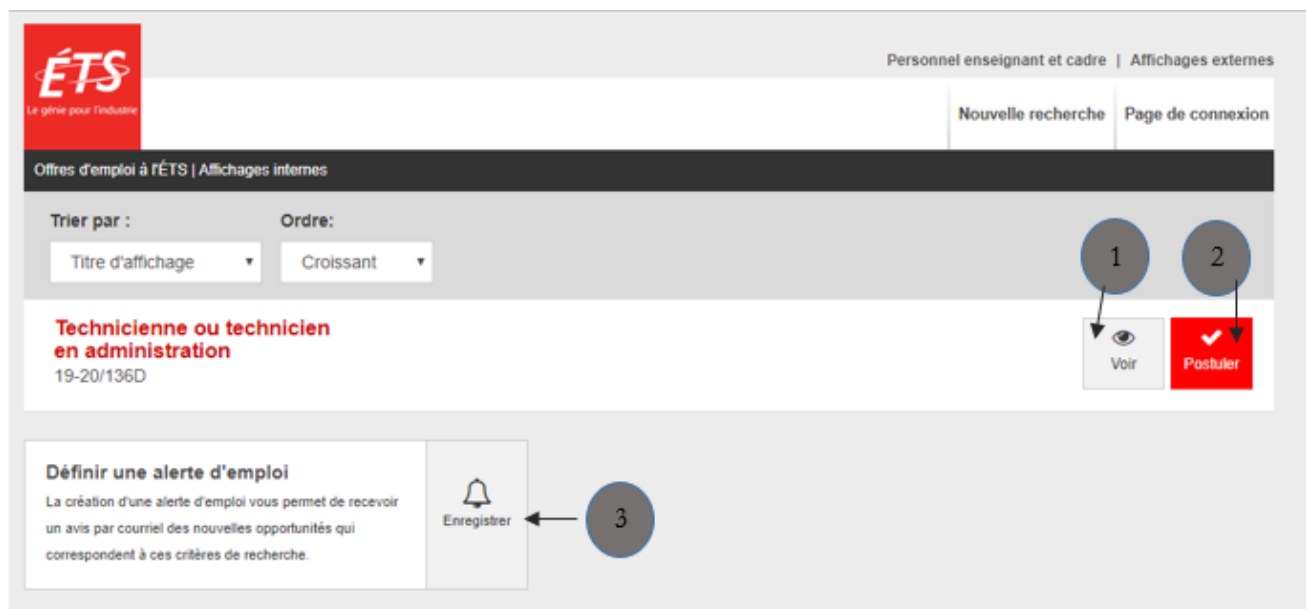 ÉTS
Le génie pour l'industrie
Personnel enseignant et cadre | Affichages externes
Nouvelle recherche
Page de connexion
Offres d'emploi à l'ÉTS | Affichages internes
Trier par :
Ordre:
Titre d'affichage
Croissant
1
2
Technicienne ou technicien
en administration
19-20/136D
Voir
Postuler
Définir une alerte d'emploi
La création d'une alerte d'emploi vous permet de recevoir
un avis par courriel des nouvelles opportunités qui
correspondent à ces critères de recherche.
Enregistrer
3